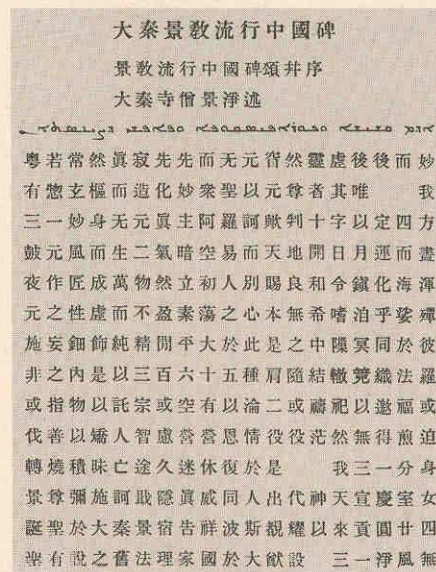 大秦景敎流行中國碑
景敎流行中國碑頌幷序
大秦寺僧景淨述
粵若常然眞寂先先而无元窅然靈虛後後而妙
有惣玄樞而造化妙衆聖以元尊者其唯 我
三一妙身无元眞主阿羅訶歟判十字以定四方
皷元風而生二氣暗空易而天地開日月運而晝
夜作匠成萬物然立初人別賜良和令鎭化海渾
元之性虛而不盈素蕩之心本無希嗜洎乎娑殫
施妄鈿飾純精閒平大於此是之中隟冥同於彼
非之內是以三百六十五種肩隨結轍竸織法羅
或指物以託宗或空有以淪二或禱祀以邀福或
伐善以矯人智慮營營恩情役役茫然無得煎迫
轉燒積昧亡途久迷休復於是 我三一分身
景尊彌施訶戢隱眞威同人出代神天宣慶室女
誕聖於大秦景宿告祥波斯覩耀以來貢圓廿四
聖有說之舊法理家國於大猷設 三一淨風無